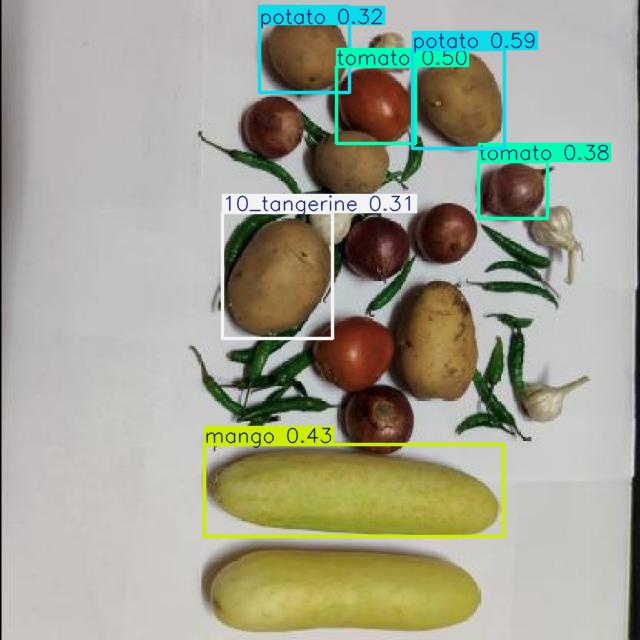 potato 0.32
potato 0.59
tomato 0.50
tomato 0.38
10_tangerine 0.31
mango 0.43